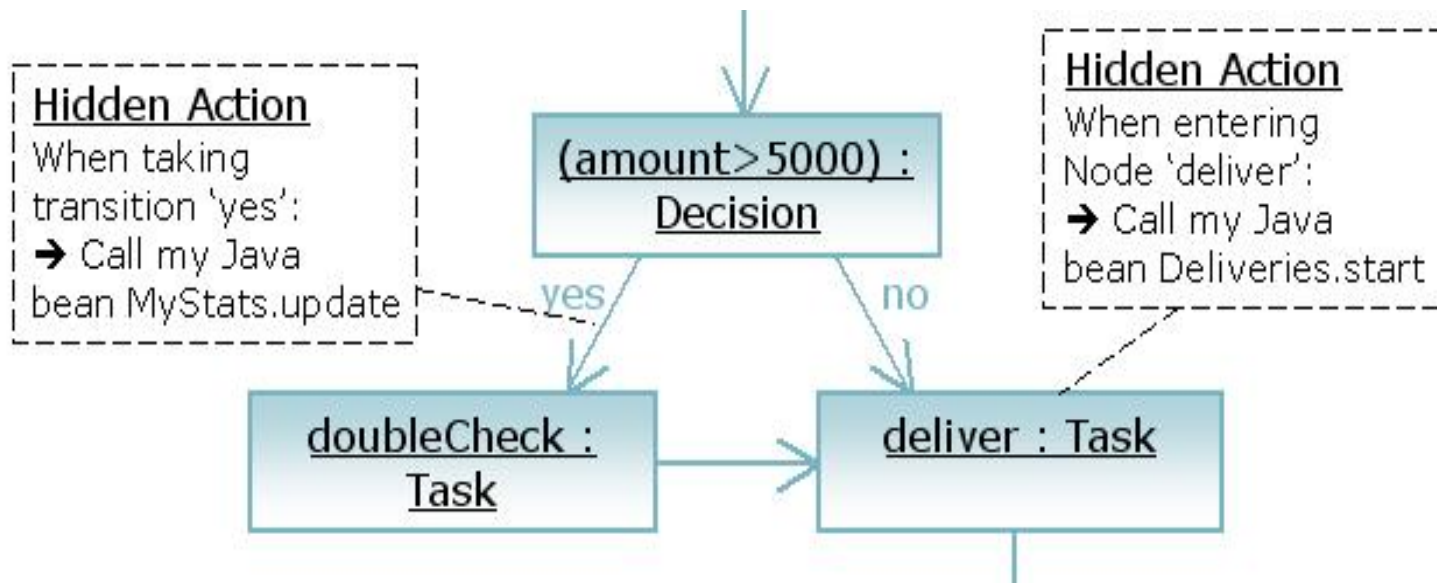 Hidden Action
When taking
transition ‘yes’:
➔ Call my Java
bean MyStats.update
(amount>5000) :
Decision
Hidden Action
When entering
Node ‘deliver’:
➔ Call my Java
bean Deliveries.start
yes
no
doubleCheck :
Task
deliver : Task